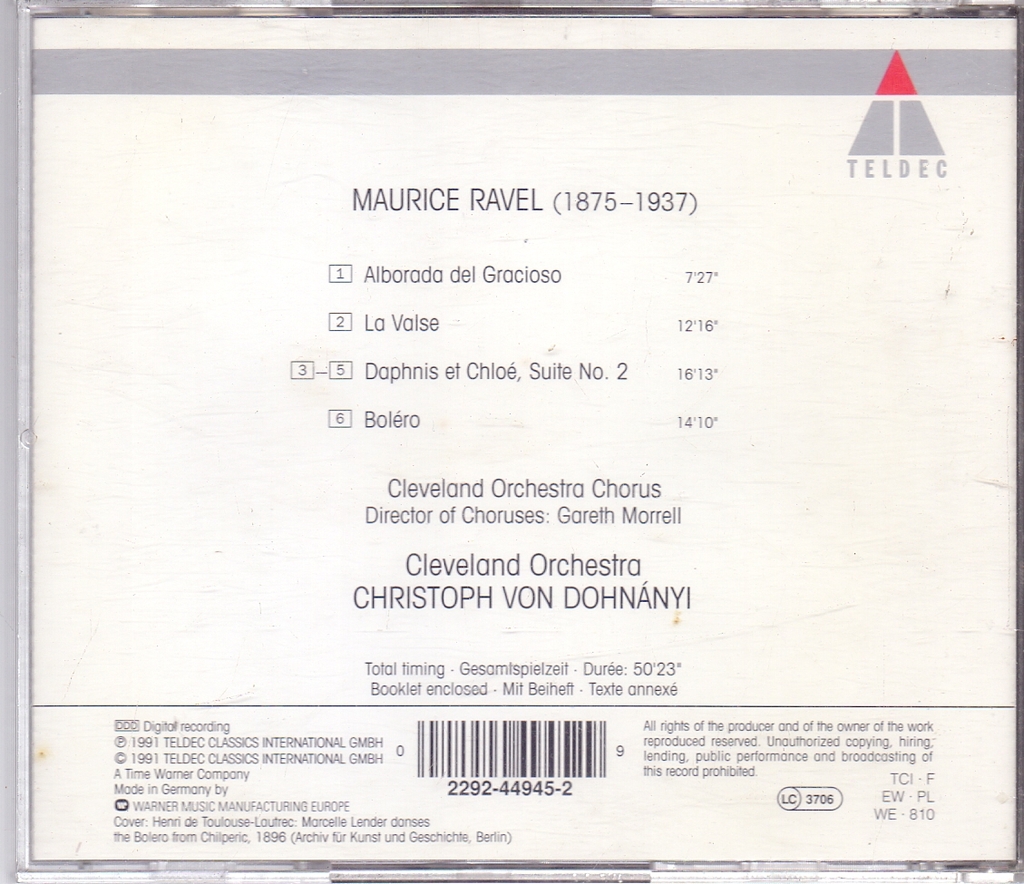 TELDEC
MAURICE RAVEL (1875–1937)
1 Alborada del Gracioso 7'27"
2 La Valse 12'16"
3–5 Daphnis et Chloé, Suite No. 2 16'13"
6 Boléro 14'10"
Cleveland Orchestra Chorus
Director of Choruses: Gareth Morrell
Cleveland Orchestra
CHRISTOPH VON DOHNÁNYI
Total timing · Gesamtspielzeit · Durée: 50'23"
Booklet enclosed · Mit Beiheft · Texte annexé
DDD Digital recording
℗ 1991 TELDEC CLASSICS INTERNATIONAL GMBH
© 1991 TELDEC CLASSICS INTERNATIONAL GMBH
A Time Warner Company
Made in Germany by
WARNER MUSIC MANUFACTURING EUROPE
Cover: Henri de Toulouse-Lautrec: Marcelle Lender danses
the Bolero from Chilperic, 1896 (Archiv für Kunst und Geschichte, Berlin)
0 9
2292-44945-2
All rights of the producer and of the owner of the work
reproduced reserved. Unauthorized copying, hiring,
lending, public performance and broadcasting of
this record prohibited.
LC 3706
TCI · F
EW · PL
WE · 810